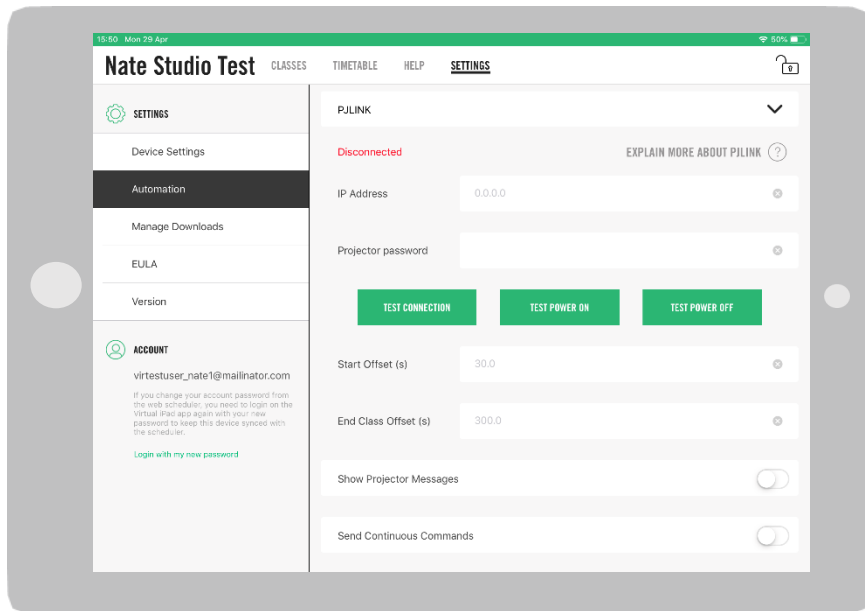 15:50 Mon 29 Apr
50%
Nate Studio Test CLASSES TIMETABLE HELP SETTINGS
SETTINGS
Device Settings
Automation
Manage Downloads
EULA
Version
ACCOUNT
virtestuser_nate1@mailinator.com
If you change your account password from
the web scheduler, you need to login on the
Virtual iPad app again with your new
password to keep this device synced with
the scheduler.
Login with my new password
PJLINK
Disconnected
EXPLAIN MORE ABOUT PJLINK ?
IP Address 0.0.0.0
Projector password
TEST CONNECTION TEST POWER ON TEST POWER OFF
Start Offset (s) 30.0
End Class Offset (s) 300.0
Show Projector Messages
Send Continuous Commands